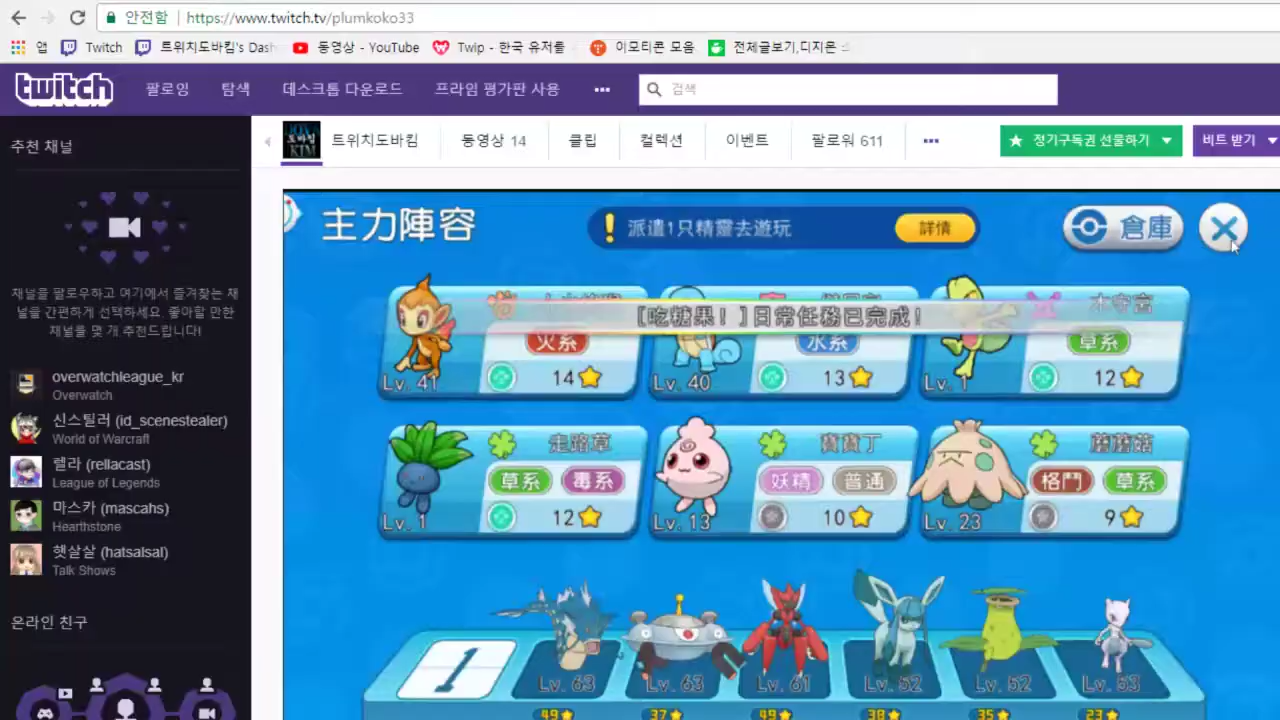 안전함 https://www.twitch.tv/plumkoko33
앱 Twitch 트위치도바킴's Dash 동영상 - YouTube Twip - 한국 유저를 이모티콘 모음 전체글보기,디지몬
twitch 팔로잉 탐색 데스크톱 다운로드 프라임 평가판 사용 검색
추천 채널
트위치도바킴 동영상 14 클립 컬렉션 이벤트 팔로워 611 정기구독권 선물하기 비트 받기
채널을 팔로우하고 여기에서 즐겨찾는 채
널을 간편하게 선택하세요. 좋아할 만한
채널을 몇 개 추천드립니다!
overwatchleague_kr
Overwatch
신스틸러 (id_scenestealer)
World of Warcraft
렐라 (rellacast)
League of Legends
마스카 (mascahs)
Hearthstone
햇살살 (hatsalsal)
Talk Shows
온라인 친구
主力陣容
派遣1只精靈去遊玩 詳情
倉庫
[吃糖果！]日常任務已完成！
火系 14 Lv. 41
水系 13 Lv. 40
木守宮 草系 12 Lv. 1
走路草 草系 毒系 12 Lv. 1
寶寶丁 妖精 普通 10 Lv. 13
蘑蘑菇 格鬥 草系 9 Lv. 23
1
Lv. 63 Lv. 63 Lv. 61 Lv. 52 Lv. 52 Lv. 53
49 37 49 38 35 23